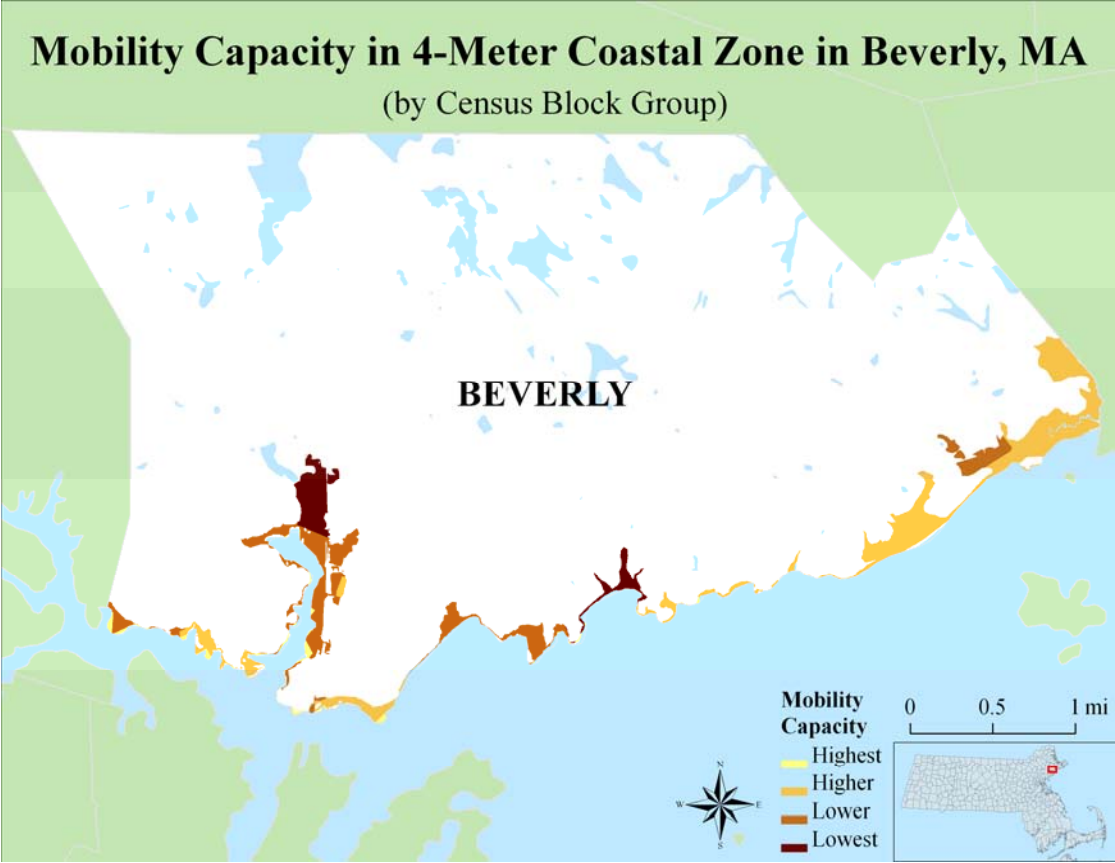 Mobility Capacity in 4-Meter Coastal Zone in Beverly, MA
(by Census Block Group)
BEVERLY
Mobility
Capacity
Highest
Higher
Lower
Lowest
0 0.5 1 mi
N
W E
S